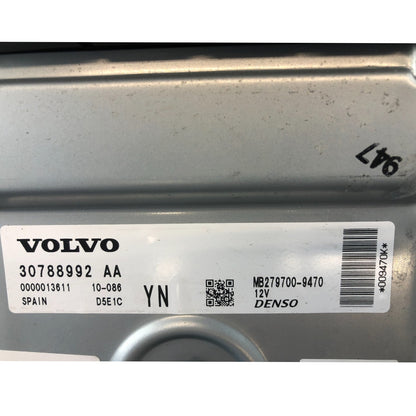 947
VOLVO
30788992 AA
0000013611 10-086
SPAIN D5E1C
YN
MB279700-9470
12V
DENSO
*009470K*